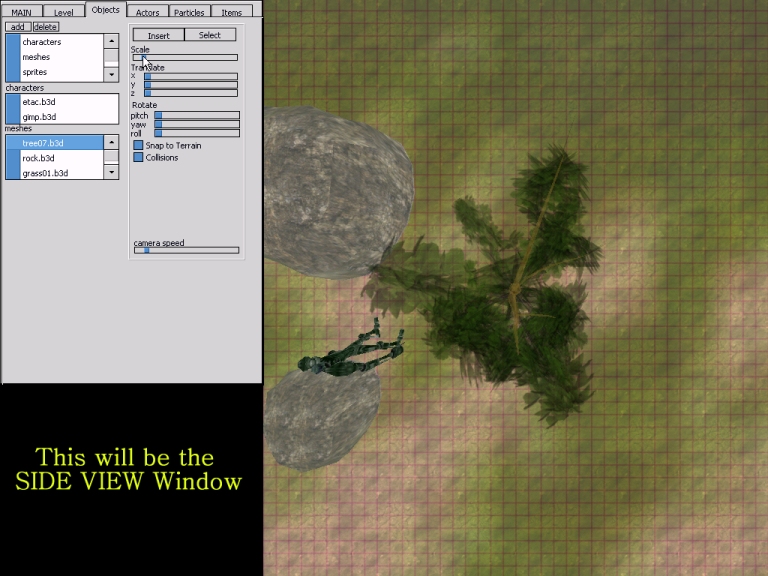 MAIN Level Objects Actors Particles Items
add delete
characters
meshes
sprites
characters
etac.b3d
gimp.b3d
meshes
tree07.b3d
rock.b3d
grass01.b3d
Insert Select
Scale
Translate
x
y
z
Rotate
pitch
yaw
roll
Snap to Terrain
Collisions
camera speed
This will be the
SIDE VIEW Window